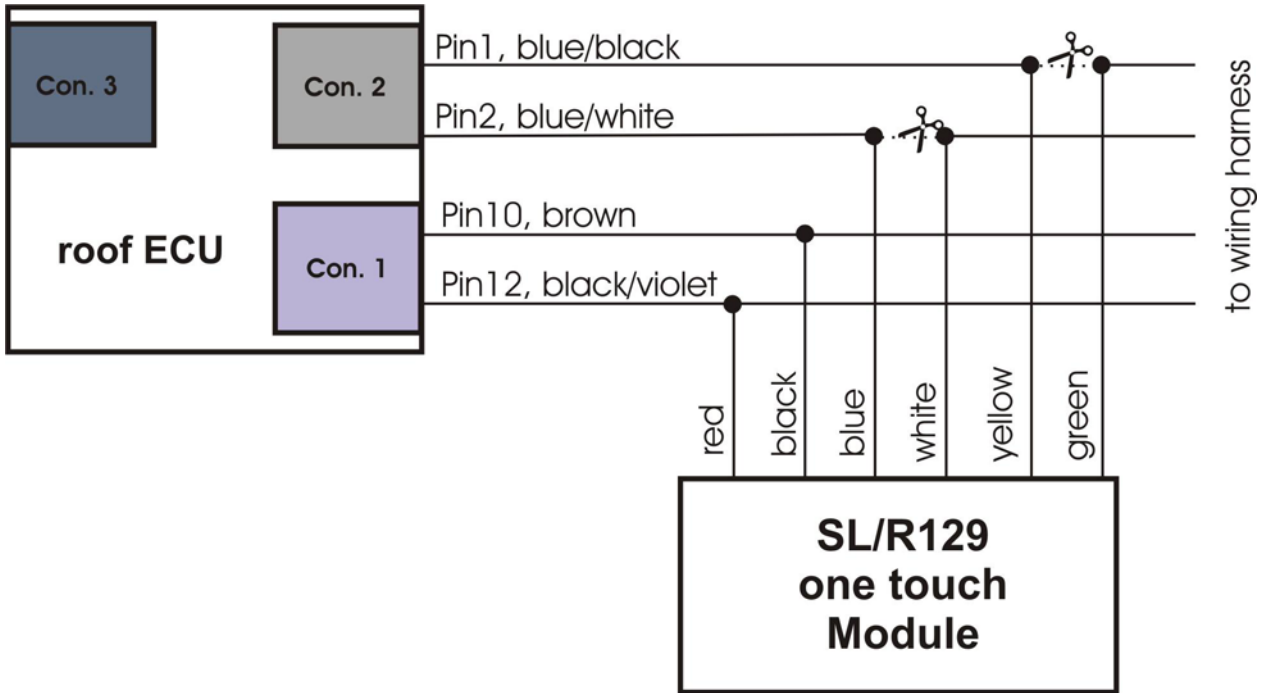 Con. 3
Con. 2
roof ECU
Con. 1
Pin1, blue/black
Pin2, blue/white
Pin10, brown
Pin12, black/violet
to wiring harness
red
black
blue
white
yellow
green
SL/R129
one touch
Module